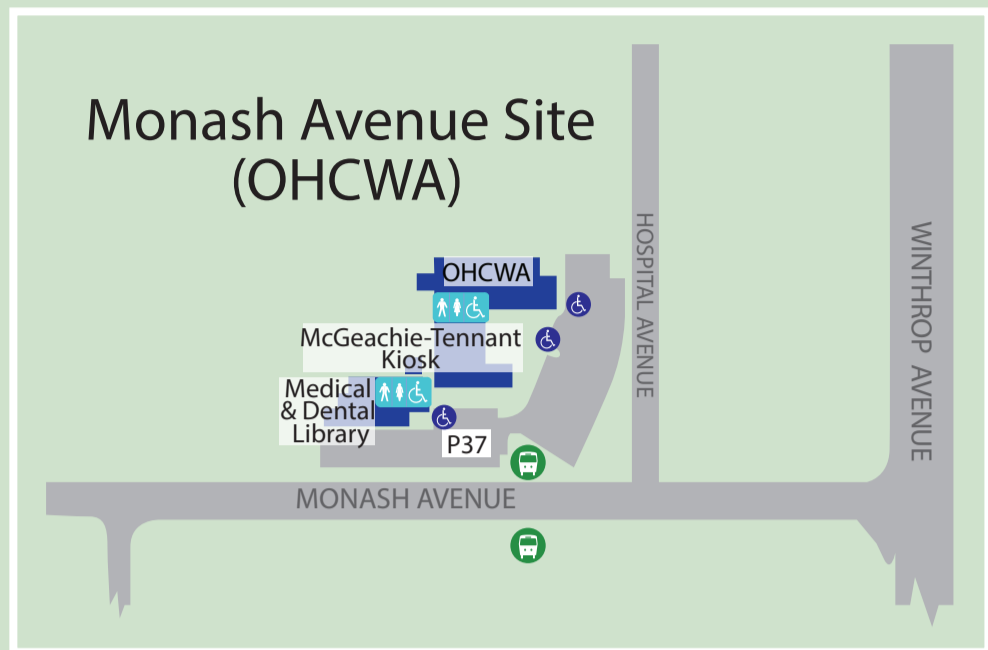 Monash Avenue Site
(OHCWA)
HOSPITAL AVENUE
WINTHROP AVENUE
OHCWA
McGeachie-Tennant
Kiosk
Medical
& Dental
Library
P37
MONASH AVENUE